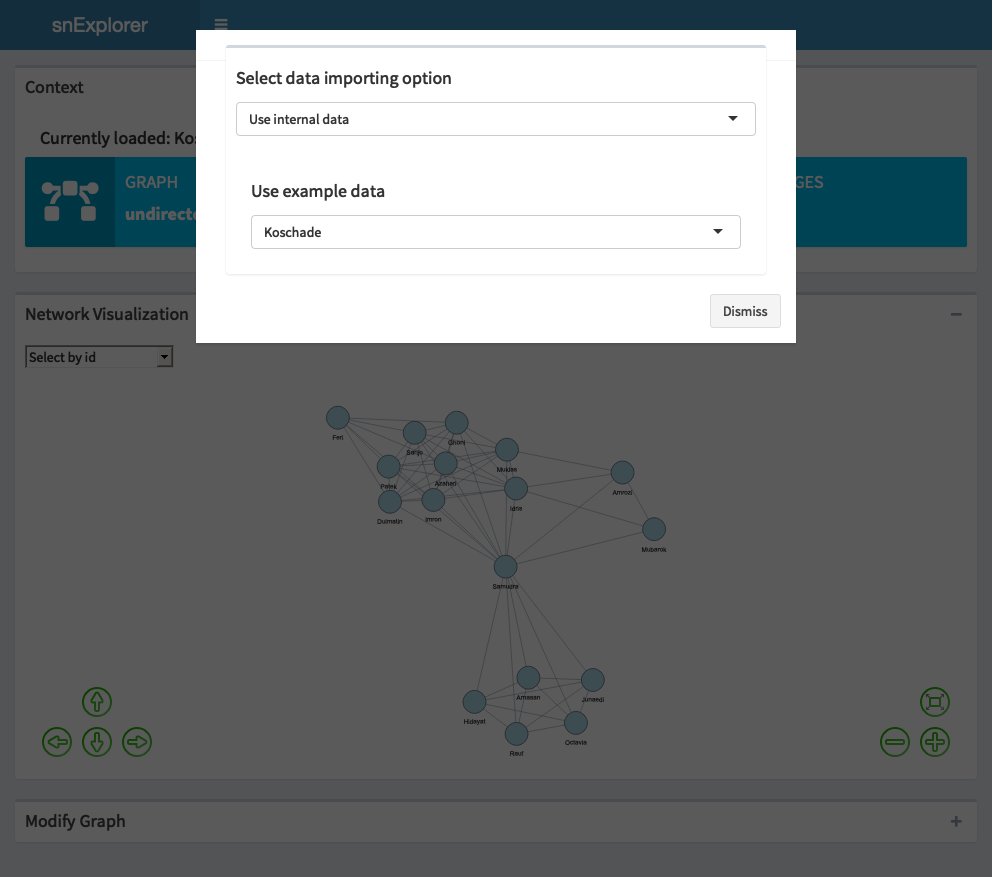 snExplorer
Select data importing option
Use internal data
Use example data
Koschade
Dismiss
Context
Currently loaded: Kos
GRAPH
undirecte
GES
Network Visualization
Select by id
Feri
Ghoni
Sarijo
Muklas
Patek
Azahari
Idris
Amrozi
Dulmatin
Imron
Mubarok
Samudra
Arnasan
Junaedi
Hidayat
Octavia
Rauf
Modify Graph